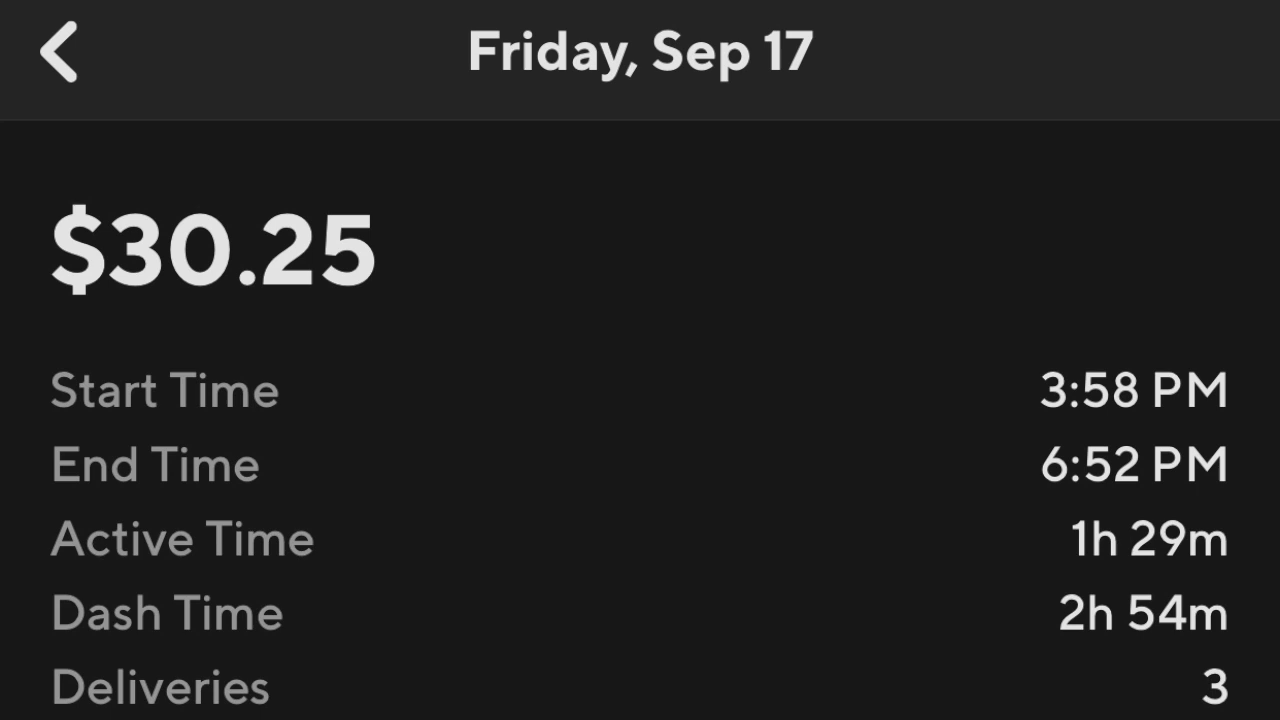 Friday, Sep 17
$30.25
Start Time 3:58 PM
End Time 6:52 PM
Active Time 1h 29m
Dash Time 2h 54m
Deliveries 3